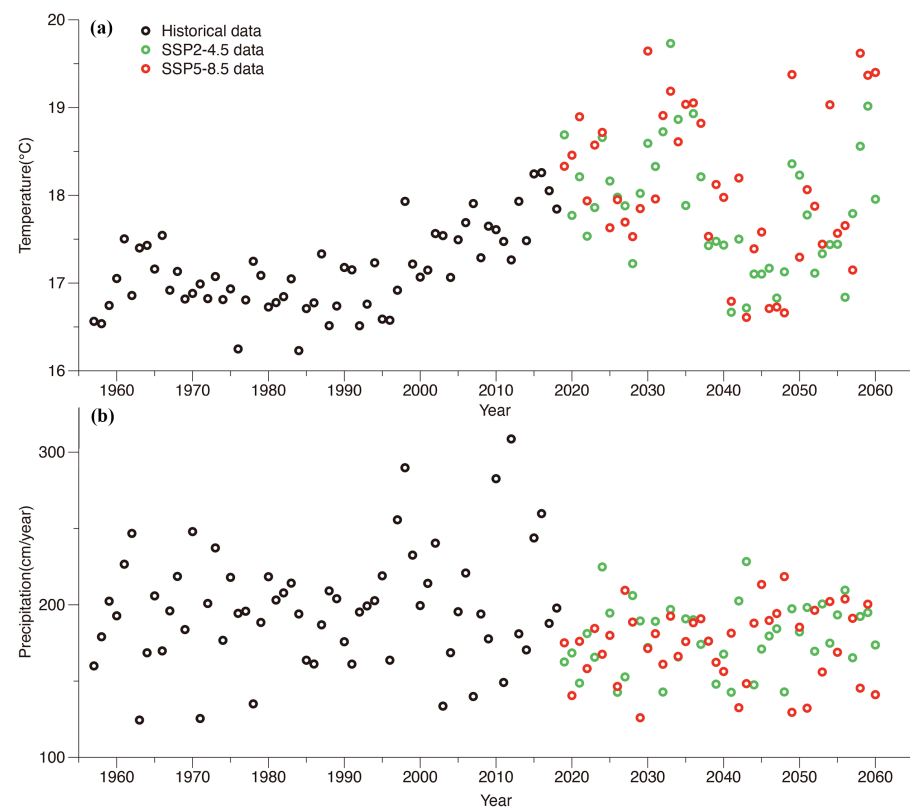 20
(a)
Historical data
SSP2-4.5 data
SSP5-8.5 data
19
18
17
16
Temperature(°C)
1960 1970 1980 1990 2000 2010 2020 2030 2040 2050 2060
Year
(b)
300
200
100
Precipitation(cm/year)
1960 1970 1980 1990 2000 2010 2020 2030 2040 2050 2060
Year